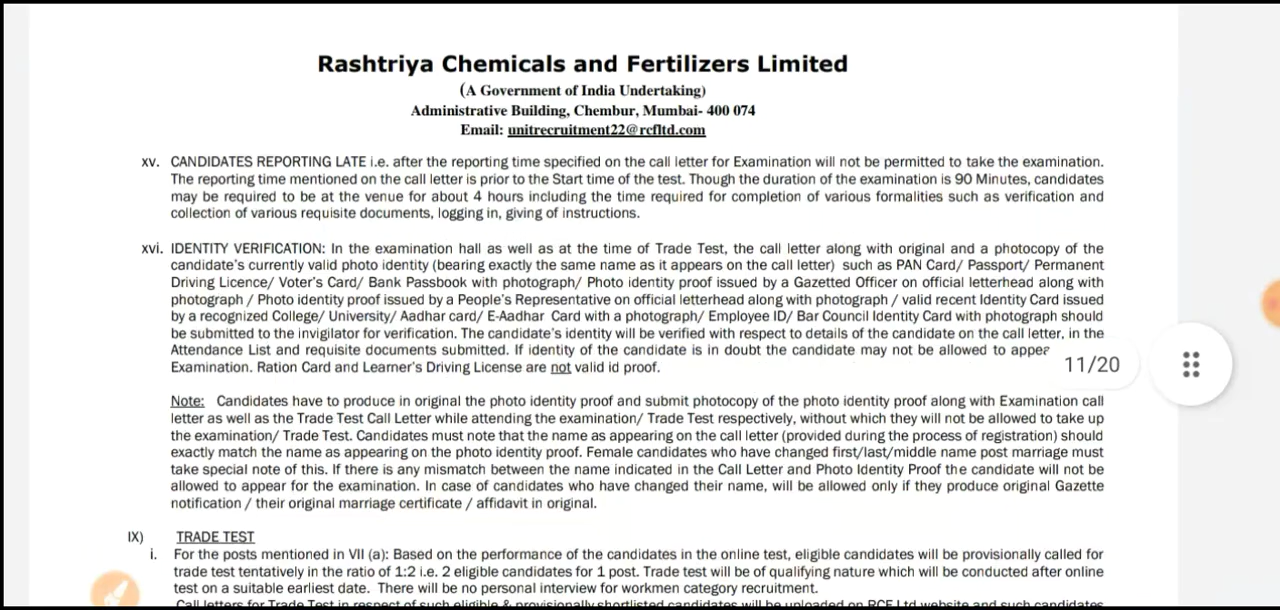 Rashtriya Chemicals and Fertilizers Limited
(A Government of India Undertaking)
Administrative Building, Chembur, Mumbai- 400 074
Email: unitrecruitment22@rcfltd.com
xv. CANDIDATES REPORTING LATE i.e. after the reporting time specified on the call letter for Examination will not be permitted to take the examination.
The reporting time mentioned on the call letter is prior to the Start time of the test. Though the duration of the examination is 90 Minutes, candidates
may be required to be at the venue for about 4 hours including the time required for completion of various formalities such as verification and
collection of various requisite documents, logging in, giving of instructions.
xvi. IDENTITY VERIFICATION: In the examination hall as well as at the time of Trade Test, the call letter along with original and a photocopy of the
candidate's currently valid photo identity (bearing exactly the same name as it appears on the call letter) such as PAN Card/ Passport/ Permanent
Driving Licence/ Voter's Card/ Bank Passbook with photograph/ Photo identity proof issued by a Gazetted Officer on official letterhead along with
photograph / Photo identity proof issued by a People's Representative on official letterhead along with photograph / valid recent Identity Card issued
by a recognized College/ University/ Aadhar card/ E-Aadhar Card with a photograph/ Employee ID/ Bar Council Identity Card with photograph should
be submitted to the invigilator for verification. The candidate's identity will be verified with respect to details of the candidate on the call letter, in the
Attendance List and requisite documents submitted. If identity of the candidate is in doubt the candidate may not be allowed to appe
Examination. Ration Card and Learner's Driving License are not valid id proof.
11/20
Note: Candidates have to produce in original the photo identity proof and submit photocopy of the photo identity proof along with Examination call
letter as well as the Trade Test Call Letter while attending the examination/ Trade Test respectively, without which they will not be allowed to take up
the examination/ Trade Test. Candidates must note that the name as appearing on the call letter (provided during the process of registration) should
exactly match the name as appearing on the photo identity proof. Female candidates who have changed first/last/middle name post marriage must
take special note of this. If there is any mismatch between the name indicated in the Call Letter and Photo Identity Proof the candidate will not be
allowed to appear for the examination. In case of candidates who have changed their name, will be allowed only if they produce original Gazette
notification / their original marriage certificate / affidavit in original.
IX) TRADE TEST
i. For the posts mentioned in VII (a): Based on the performance of the candidates in the online test, eligible candidates will be provisionally called for
trade test tentatively in the ratio of 1:2 i.e. 2 eligible candidates for 1 post. Trade test will be of qualifying nature which will be conducted after online
test on a suitable earliest date. There will be no personal interview for workmen category recruitment.
Call letters for Trade Test in respect of such eligible & provisionally shortlisted candidates will be uploaded on RCF Ltd website and such candidates